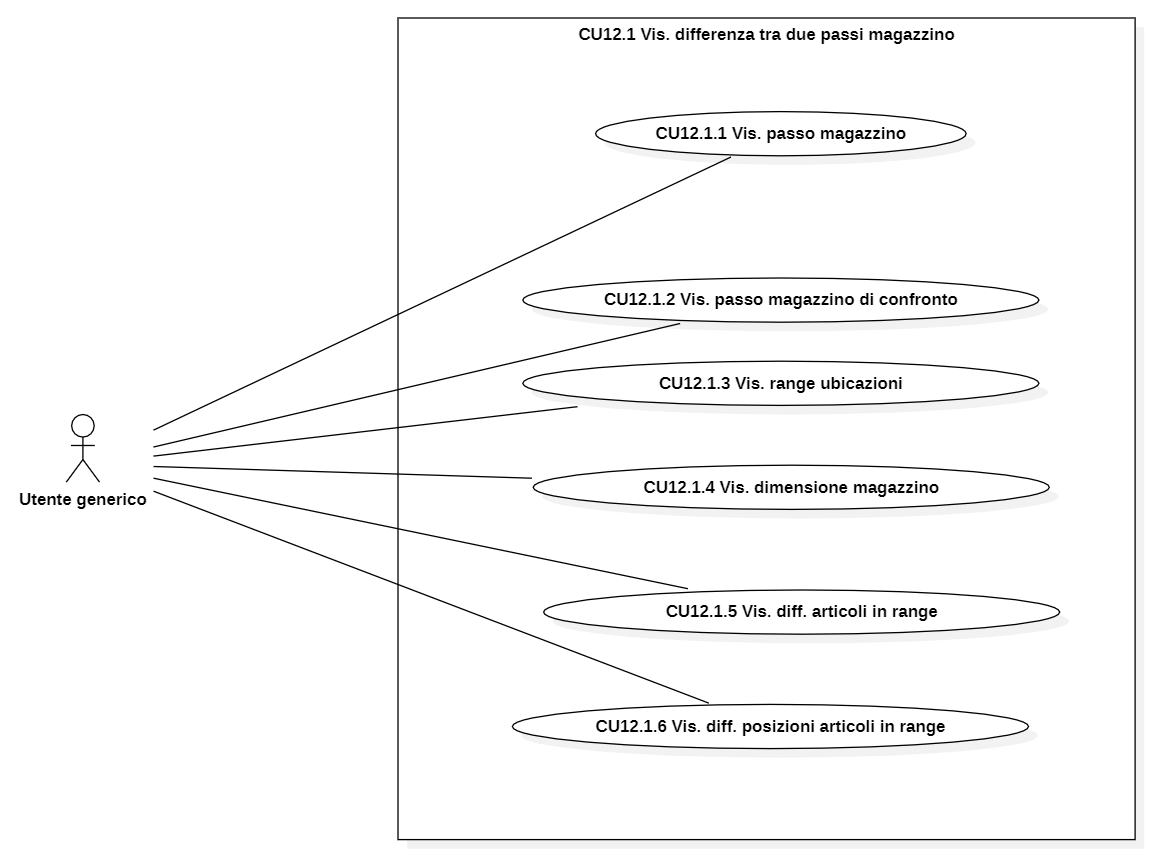 CU12.1 Vis. differenza tra due passi magazzino
CU12.1.1 Vis. passo magazzino
CU12.1.2 Vis. passo magazzino di confronto
CU12.1.3 Vis. range ubicazioni
CU12.1.4 Vis. dimensione magazzino
Utente generico
CU12.1.5 Vis. diff. articoli in range
CU12.1.6 Vis. diff. posizioni articoli in range